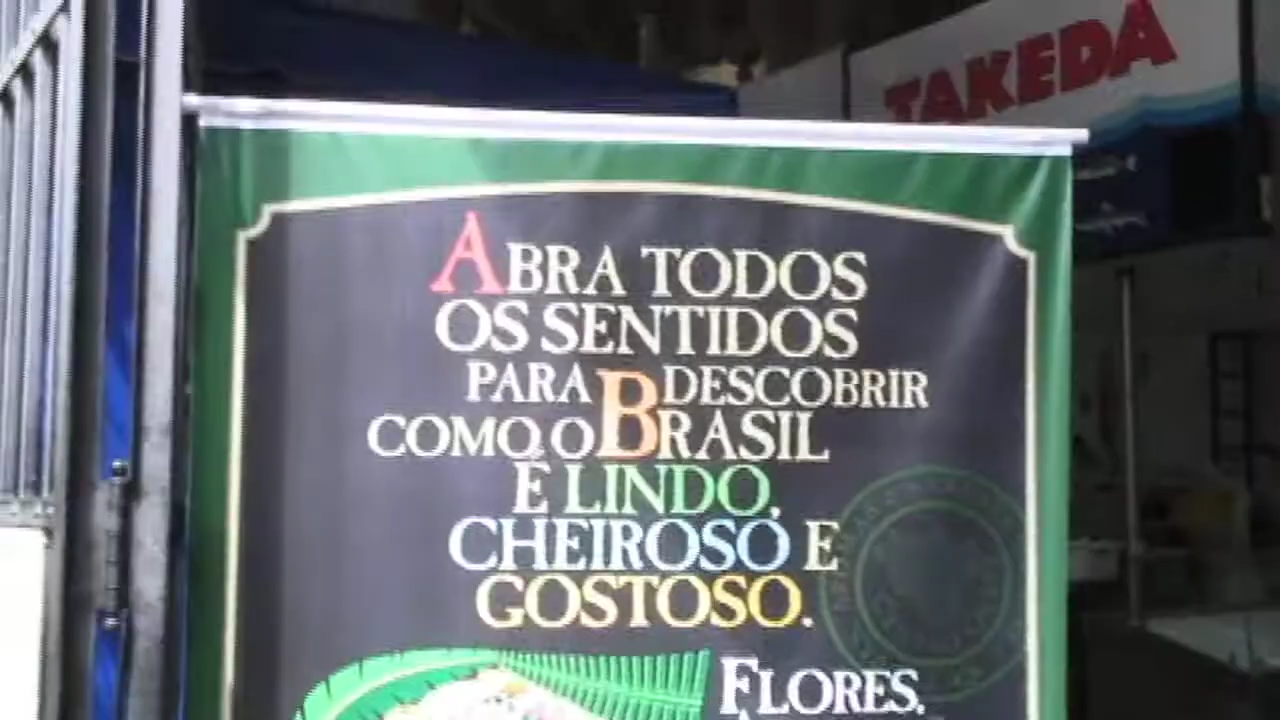 TAKEDA
ABRA TODOS
OS SENTIDOS
PARA DESCOBRIR
COMO O BRASIL
É LINDO,
CHEIROSO E
GOSTOSO.
FLORES,